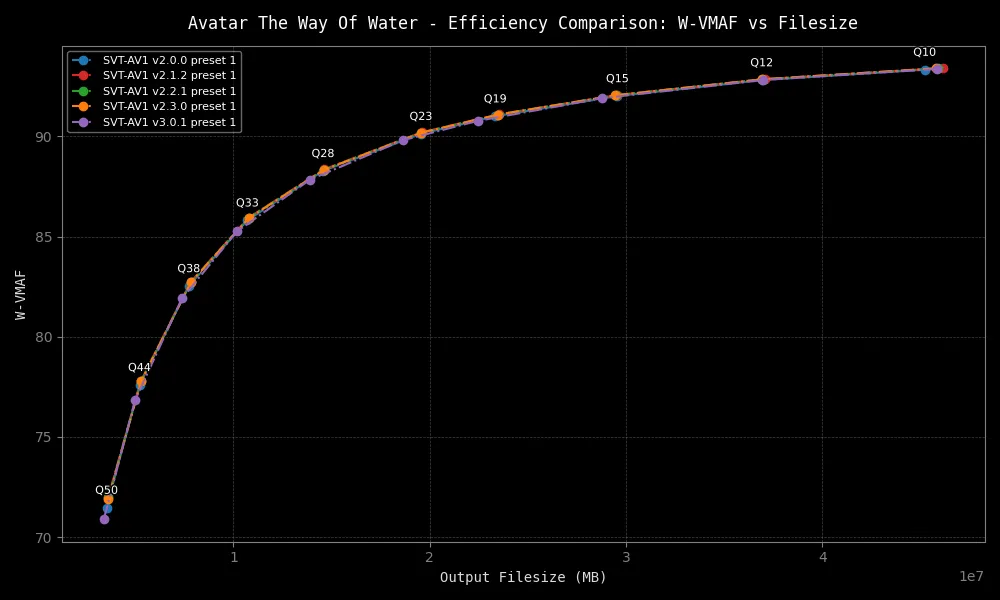 Avatar The Way Of Water - Efficiency Comparison: W-VMAF vs Filesize
SVT-AV1 v2.0.0 preset 1
SVT-AV1 v2.1.2 preset 1
SVT-AV1 v2.2.1 preset 1
SVT-AV1 v2.3.0 preset 1
SVT-AV1 v3.0.1 preset 1
Q10
Q12
Q15
Q19
Q23
Q28
Q33
Q38
Q44
Q50
W-VMAF
90
85
80
75
70
1
2
3
4
1e7
Output Filesize (MB)